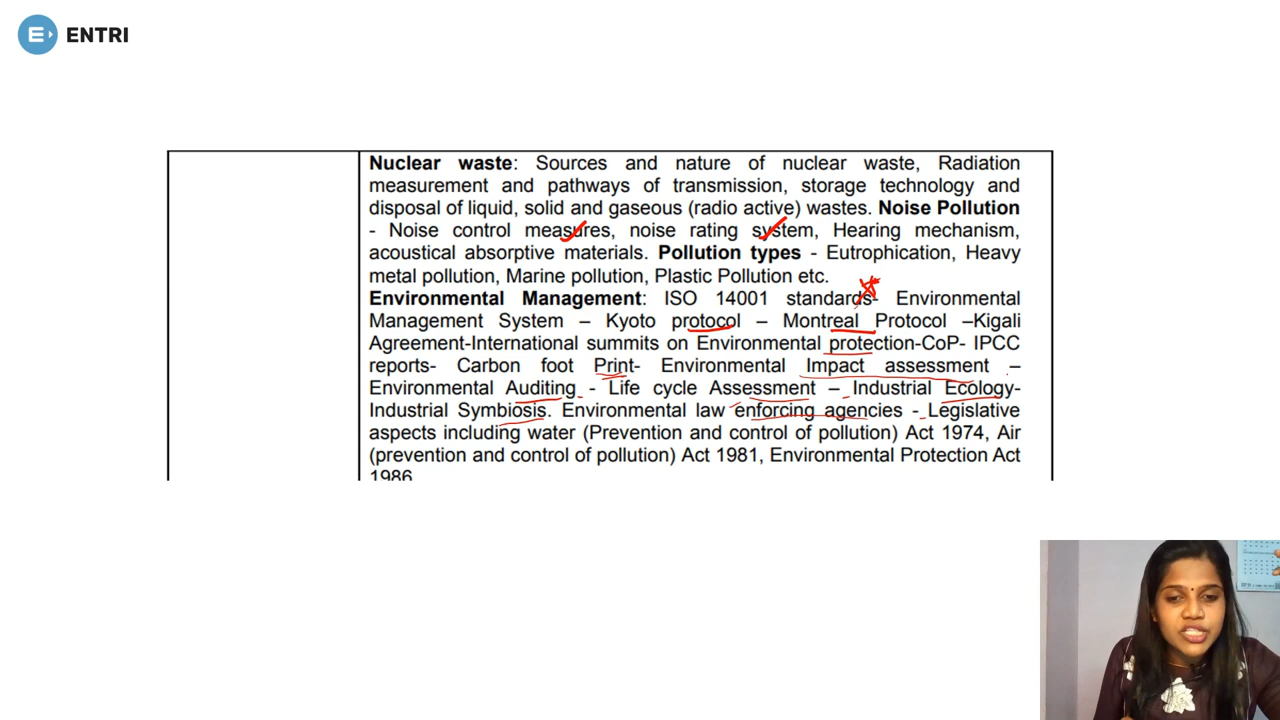 E ENTRI
Nuclear waste: Sources and nature of nuclear waste, Radiation
measurement and pathways of transmission, storage technology and
disposal of liquid, solid and gaseous (radio active) wastes. Noise Pollution
- Noise control measures, noise rating system, Hearing mechanism,
acoustical absorptive materials. Pollution types - Eutrophication, Heavy
metal pollution, Marine pollution, Plastic Pollution etc.
Environmental Management: ISO 14001 standards- Environmental
Management System – Kyoto protocol – Montreal Protocol –Kigali
Agreement-International summits on Environmental protection-CoP- IPCC
reports- Carbon foot Print- Environmental Impact assessment –
Environmental Auditing - Life cycle Assessment – Industrial Ecology-
Industrial Symbiosis. Environmental law enforcing agencies - Legislative
aspects including water (Prevention and control of pollution) Act 1974, Air
(prevention and control of pollution) Act 1981, Environmental Protection Act
1986